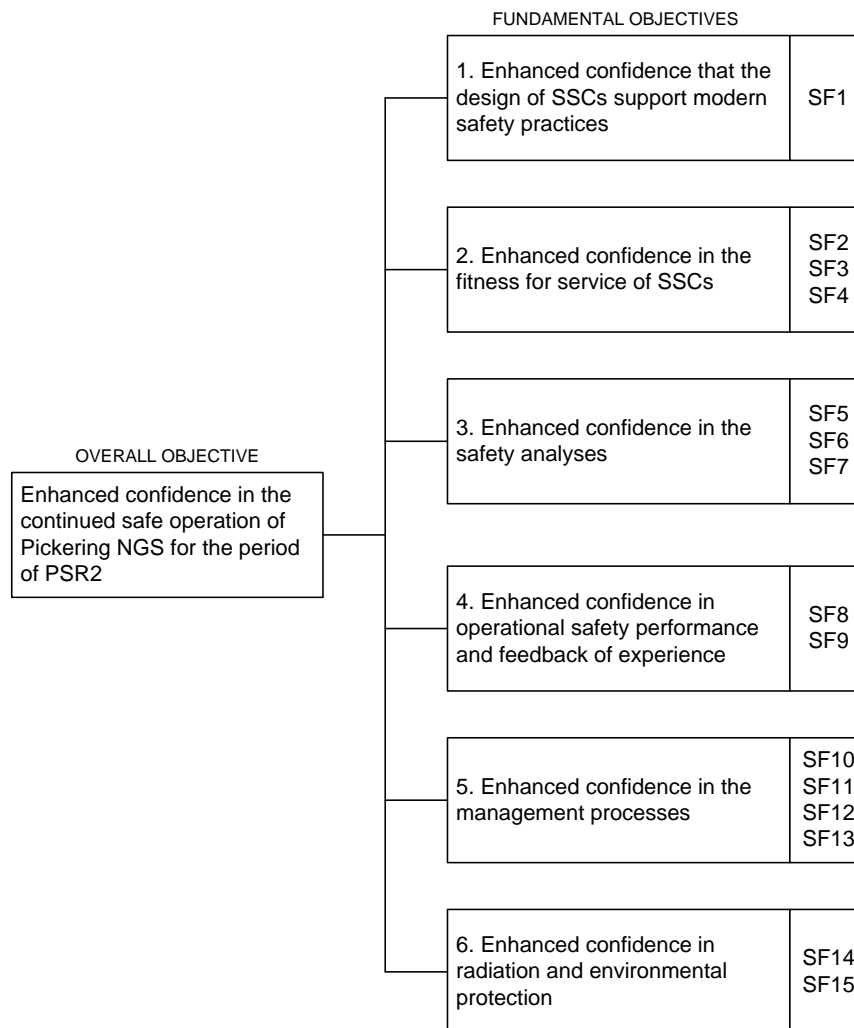 FUNDAMENTAL OBJECTIVES
1. Enhanced confidence that the
design of SSCs support modern
safety practices
SF1
2. Enhanced confidence in the
fitness for service of SSCs
SF2
SF3
SF4
3. Enhanced confidence in the
safety analyses
SF5
SF6
SF7
OVERALL OBJECTIVE
Enhanced confidence in the
continued safe operation of
Pickering NGS for the period
of PSR2
4. Enhanced confidence in
operational safety performance
and feedback of experience
SF8
SF9
5. Enhanced confidence in the
management processes
SF10
SF11
SF12
SF13
6. Enhanced confidence in
radiation and environmental
protection
SF14
SF15